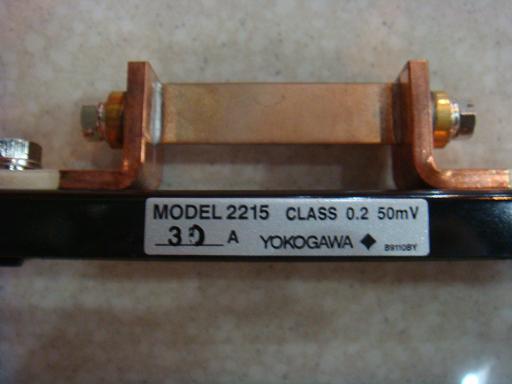 MODEL 2215 CLASS 0.2 50mV
30 A YOKOGAWA
B9110BY